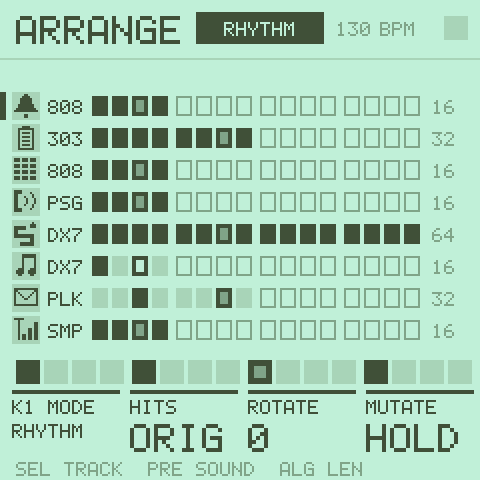 ARRANGE RHYTHM 130 BPM
808 16
303 32
808 16
PSG 16
DX7 64
DX7 16
PLK 32
SMP 16
K1 MODE HITS ROTATE MUTATE
RHYTHM ORIG 0 HOLD
SEL TRACK PRE SOUND ALG LEN